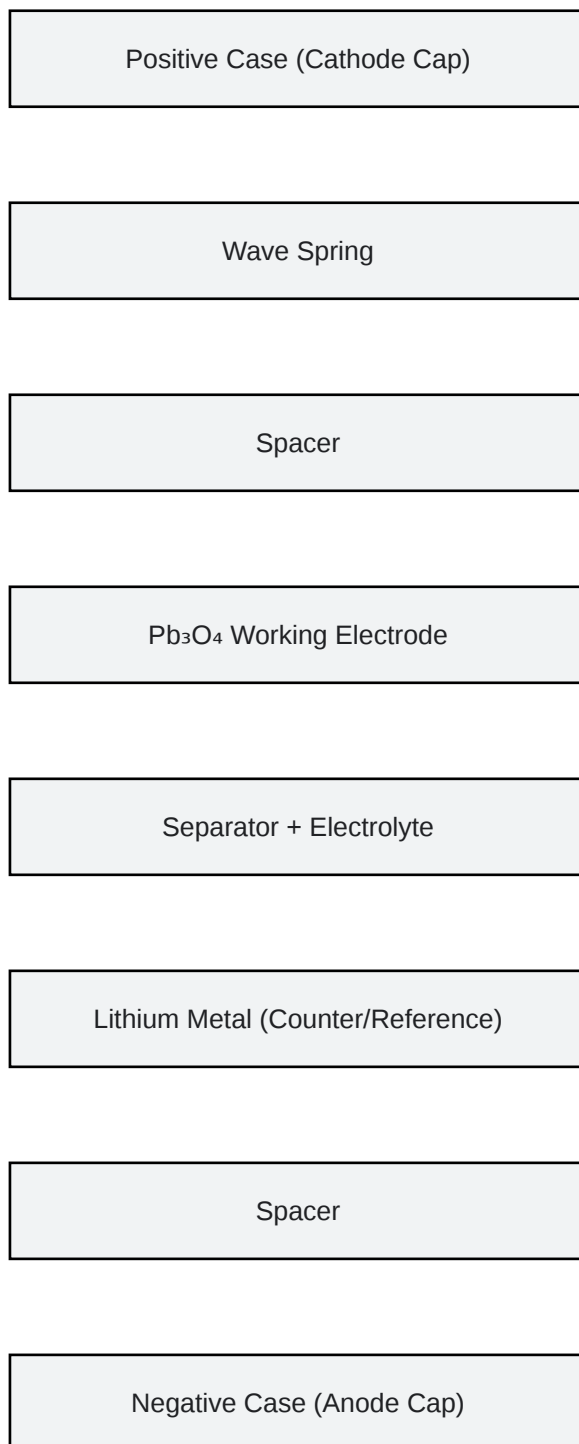 Positive Case (Cathode Cap)
Wave Spring
Spacer
Pb₃O₄ Working Electrode
Separator + Electrolyte
Lithium Metal (Counter/Reference)
Spacer
Negative Case (Anode Cap)